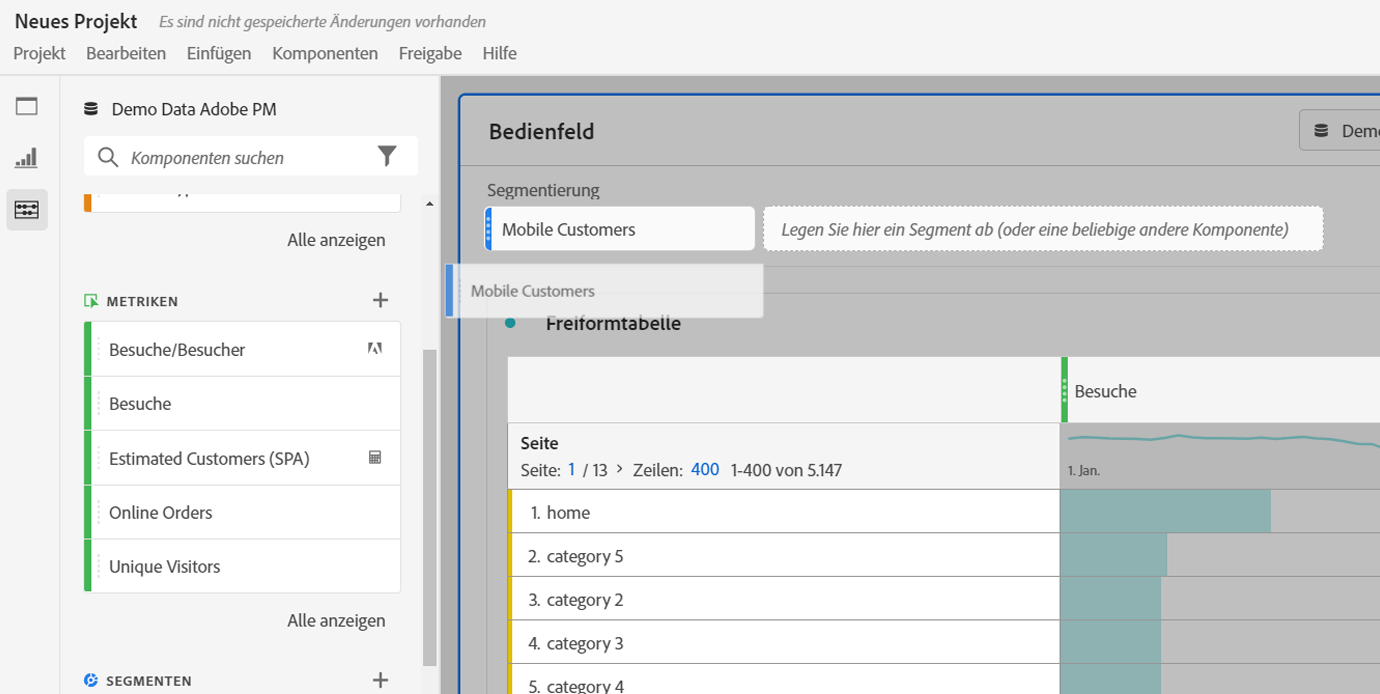 Neues Projekt Es sind nicht gespeicherte Änderungen vorhanden
Projekt Bearbeiten Einfügen Komponenten Freigabe Hilfe
Demo Data Adobe PM
Komponenten suchen
Alle anzeigen
METRIKEN
Besuche/Besucher
Besuche
Estimated Customers (SPA)
Online Orders
Unique Visitors
Alle anzeigen
SEGMENTEN
Bedienfeld
Segmentierung
Mobile Customers
Legen Sie hier ein Segment ab (oder eine beliebige andere Komponente)
Mobile Customers
Freiformtabelle
Besuche
Seite
Seite: 1 / 13 > Zeilen: 400 1-400 von 5.147
1. Jan.
1. home
2. category 5
3. category 2
4. category 3
5. category 4